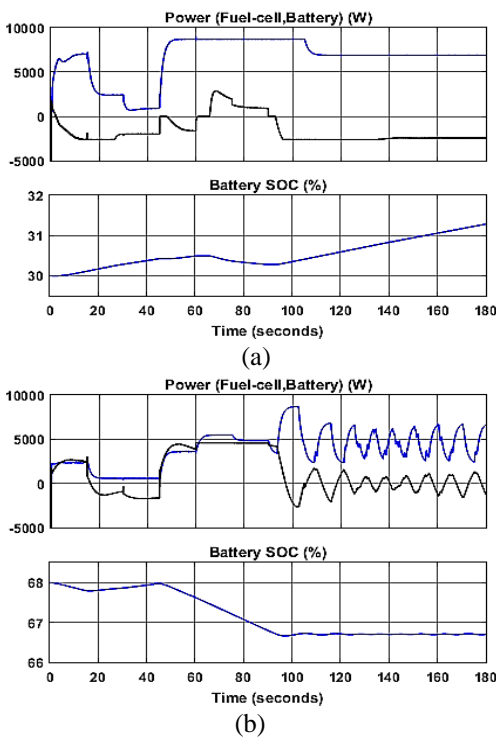 Power (Fuel-cell,Battery) (W)
10000
5000
0
-5000
Battery SOC (%)
32
31
30
0 20 40 60 80 100 120 140 160 180
Time (seconds)
(a)
Power (Fuel-cell,Battery) (W)
10000
5000
0
-5000
Battery SOC (%)
68
67
66
0 20 40 60 80 100 120 140 160 180
Time (seconds)
(b)